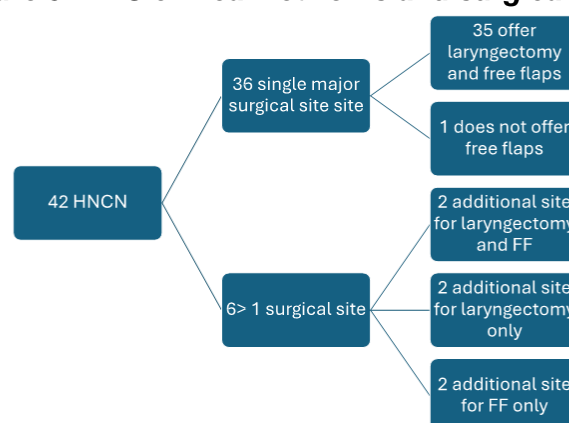 35 offer
laryngectomy
and free flaps
36 single major
surgical site site
1 does not offer
free flaps
42 HNCN
2 additional site
for laryngectomy
and FF
6> 1 surgical site
2 additional site
for laryngectomy
only
2 additional site
for FF only